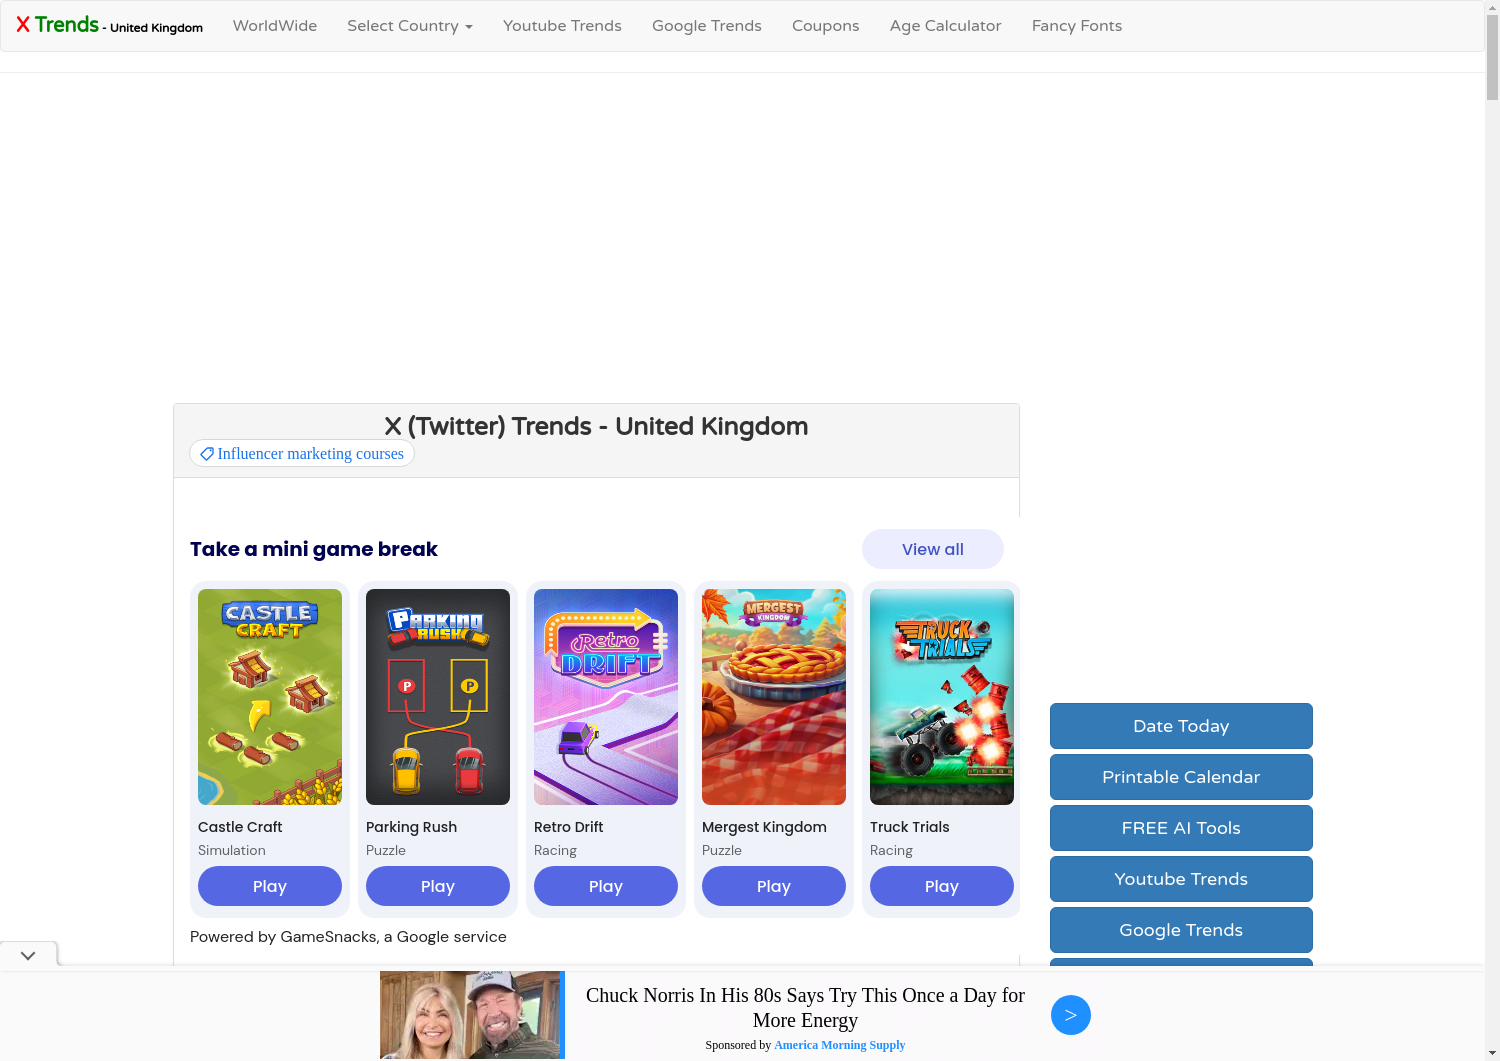 X Trends - United Kingdom
WorldWide
Select Country
Youtube Trends
Google Trends
Coupons
Age Calculator
Fancy Fonts
X (Twitter) Trends - United Kingdom
Influencer marketing courses
Take a mini game break
View all
CASTLE
CRAFT
PARKING
RUSH
P
P
Retro
DRIFT
MERGEST
KINGDOM
TRUCK
TRIALS
Castle Craft
Simulation
Play
Parking Rush
Puzzle
Play
Retro Drift
Racing
Play
Mergest Kingdom
Puzzle
Play
Truck Trials
Racing
Play
Powered by GameSnacks, a Google service
Date Today
Printable Calendar
FREE AI Tools
Youtube Trends
Google Trends
Chuck Norris In His 80s Says Try This Once a Day for
More Energy
Sponsored by America Morning Supply
>